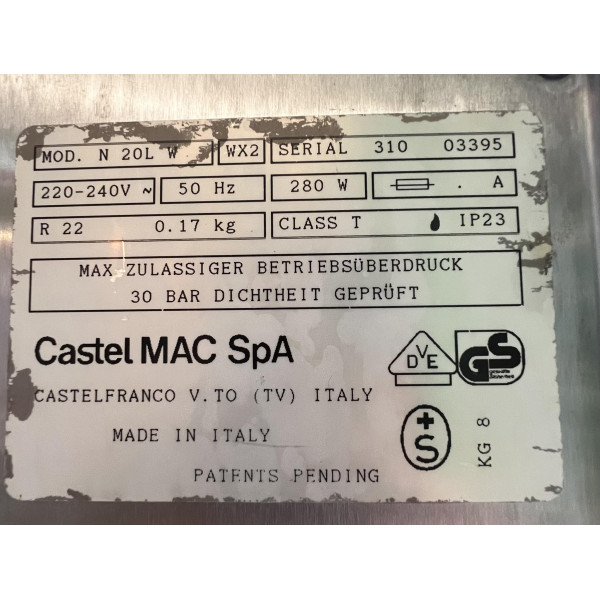 MOD. N 20L W WX2 SERIAL 310 03395
220-240V ~ 50 Hz 280 W . A
R 22 0.17 kg CLASS T IP23
MAX ZULASSIGER BETRIEBSÜBERDRUCK
30 BAR DICHTHEIT GEPRÜFT
Castel MAC SpA
DVE
GS
CASTELFRANCO V.TO (TV) ITALY
MADE IN ITALY
+S
KG 8
PATENTS PENDING